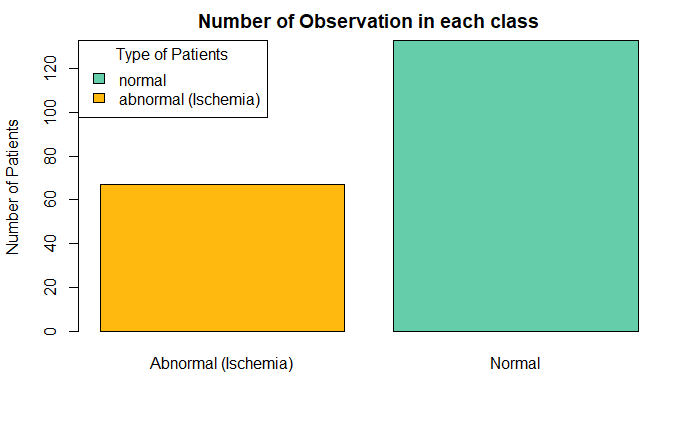 Number of Observation in each class
Type of Patients
normal
abnormal (Ischemia)
Number of Patients
120
100
80
60
40
20
0
Abnormal (Ischemia)
Normal